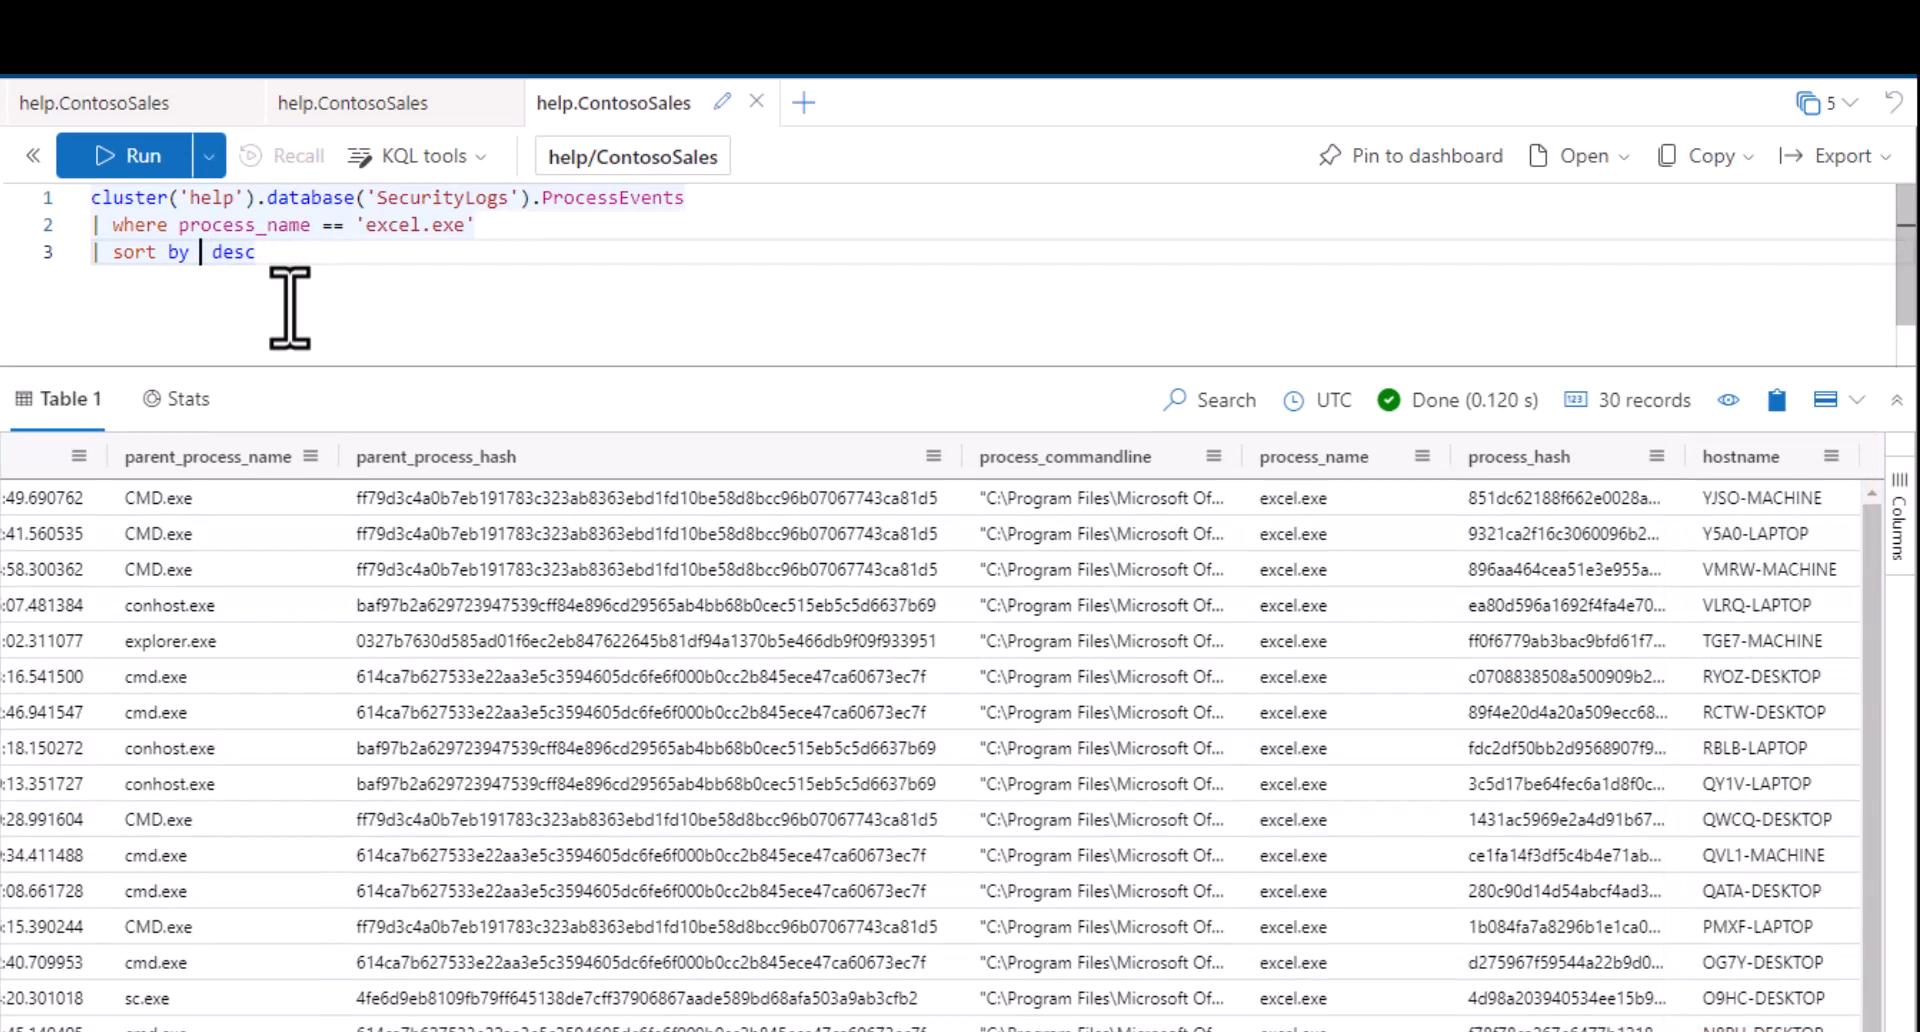 help.ContosoSales help.ContosoSales help.ContosoSales 5
Run Recall KQL tools help/ContosoSales Pin to dashboard Open Copy Export
1 cluster('help').database('SecurityLogs').ProcessEvents
2 | where process_name == 'excel.exe'
3 | sort by desc
Table 1 Stats Search UTC Done (0.120 s) 123 30 records
parent_process_name parent_process_hash process_commandline process_name process_hash hostname
Columns
:49.690762 CMD.exe ff79d3c4a0b7eb191783c323ab8363ebd1fd10be58d8bcc96b07067743ca81d5 "C:\Program Files\Microsoft Of... excel.exe 851dc62188f662e0028a... YJSO-MACHINE
:41.560535 CMD.exe ff79d3c4a0b7eb191783c323ab8363ebd1fd10be58d8bcc96b07067743ca81d5 "C:\Program Files\Microsoft Of... excel.exe 9321ca2f16c3060096b2... Y5A0-LAPTOP
:58.300362 CMD.exe ff79d3c4a0b7eb191783c323ab8363ebd1fd10be58d8bcc96b07067743ca81d5 "C:\Program Files\Microsoft Of... excel.exe 896aa464cea51e3e955a... VMRW-MACHINE
:07.481384 conhost.exe baf97b2a629723947539cff84e896cd29565ab4bb68b0cec515eb5c5d6637b69 "C:\Program Files\Microsoft Of... excel.exe ea80d596a1692f4fa4e70... VLRQ-LAPTOP
:02.311077 explorer.exe 0327b7630d585ad01f6ec2eb847622645b81df94a1370b5e466db9f09f933951 "C:\Program Files\Microsoft Of... excel.exe ff0f6779ab3bac9bfd61f7... TGE7-MACHINE
:16.541500 cmd.exe 614ca7b627533e22aa3e5c3594605dc6fe6f000b0cc2b845ece47ca60673ec7f "C:\Program Files\Microsoft Of... excel.exe c0708838508a500909b2... RYOZ-DESKTOP
:46.941547 cmd.exe 614ca7b627533e22aa3e5c3594605dc6fe6f000b0cc2b845ece47ca60673ec7f "C:\Program Files\Microsoft Of... excel.exe 89f4e20d4a20a509ecc68... RCTW-DESKTOP
:18.150272 conhost.exe baf97b2a629723947539cff84e896cd29565ab4bb68b0cec515eb5c5d6637b69 "C:\Program Files\Microsoft Of... excel.exe fdc2df50bb2d9568907f9... RBLB-LAPTOP
:13.351727 conhost.exe baf97b2a629723947539cff84e896cd29565ab4bb68b0cec515eb5c5d6637b69 "C:\Program Files\Microsoft Of... excel.exe 3c5d17be64fec6a1d8f0c... QY1V-LAPTOP
:28.991604 CMD.exe ff79d3c4a0b7eb191783c323ab8363ebd1fd10be58d8bcc96b07067743ca81d5 "C:\Program Files\Microsoft Of... excel.exe 1431ac5969e2a4d91b67... QWCQ-DESKTOP
:34.411488 cmd.exe 614ca7b627533e22aa3e5c3594605dc6fe6f000b0cc2b845ece47ca60673ec7f "C:\Program Files\Microsoft Of... excel.exe ce1fa14f3df5c4b4e71ab... QVL1-MACHINE
:08.661728 cmd.exe 614ca7b627533e22aa3e5c3594605dc6fe6f000b0cc2b845ece47ca60673ec7f "C:\Program Files\Microsoft Of... excel.exe 280c90d14d54abcf4ad3... QATA-DESKTOP
:15.390244 CMD.exe ff79d3c4a0b7eb191783c323ab8363ebd1fd10be58d8bcc96b07067743ca81d5 "C:\Program Files\Microsoft Of... excel.exe 1b084fa7a8296b1e1ca0... PMXF-LAPTOP
:40.709953 cmd.exe 614ca7b627533e22aa3e5c3594605dc6fe6f000b0cc2b845ece47ca60673ec7f "C:\Program Files\Microsoft Of... excel.exe d275967f59544a22b9d0... OG7Y-DESKTOP
:20.301018 sc.exe 4fe6d9eb8109fb79ff645138de7cff37906867aade589bd68afa503a9ab3cfb2 "C:\Program Files\Microsoft Of... excel.exe 4d98a203940534ee15b9... O9HC-DESKTOP